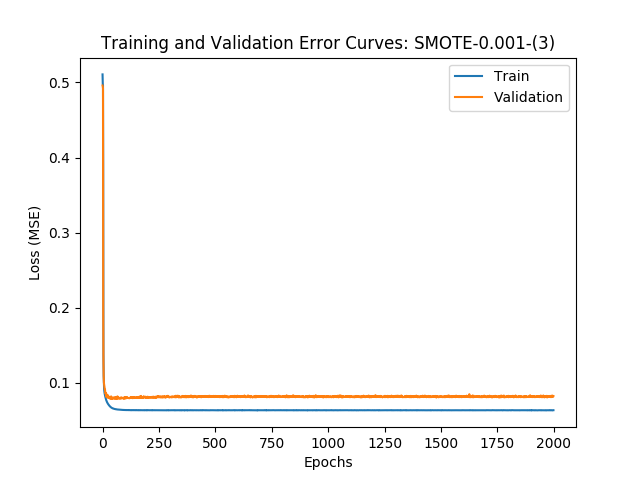 Training and Validation Error Curves: SMOTE-0.001-(3)
Train
Validation
0.5
0.4
0.3
0.2
0.1
Loss (MSE)
0 250 500 750 1000 1250 1500 1750 2000
Epochs